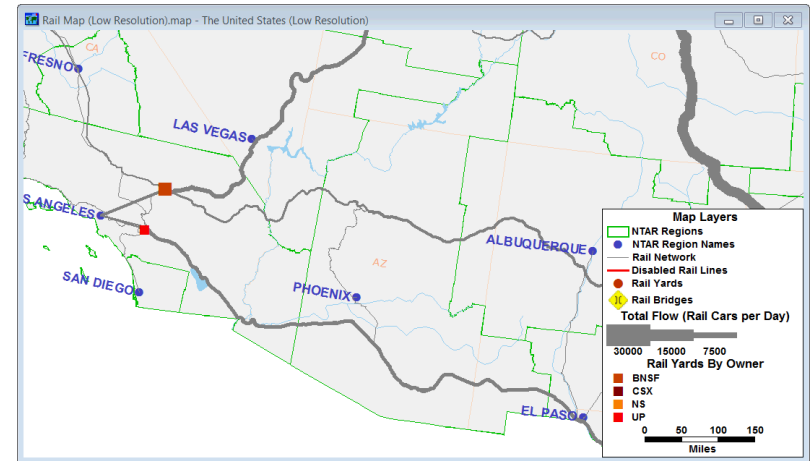 Rail Map (Low Resolution).map - The United States (Low Resolution)
CA
CO
FRESNO
LAS VEGAS
S ANGELES
ALBUQUERQUE
AZ
SAN DIEGO
PHOENIX
EL PASO
Map Layers
NTAR Regions
NTAR Region Names
Rail Network
Disabled Rail Lines
Rail Yards
Rail Bridges
Total Flow (Rail Cars per Day)
30000 15000 7500
Rail Yards By Owner
BNSF
CSX
NS
UP
0 50 100 150
Miles